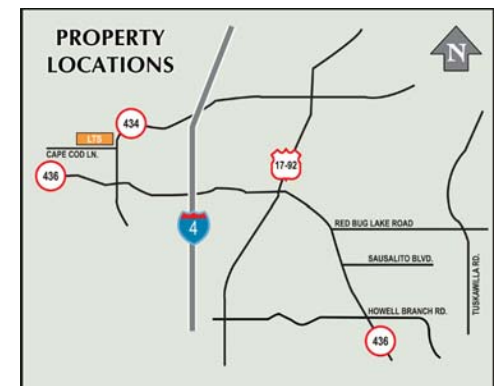 PROPERTY
LOCATIONS
N
434
LTS
CAPE COD LN.
436
17-92
4
RED BUG LAKE ROAD
SAUSALITO BLVD.
TUSKAWILLA RD.
HOWELL BRANCH RD.
436